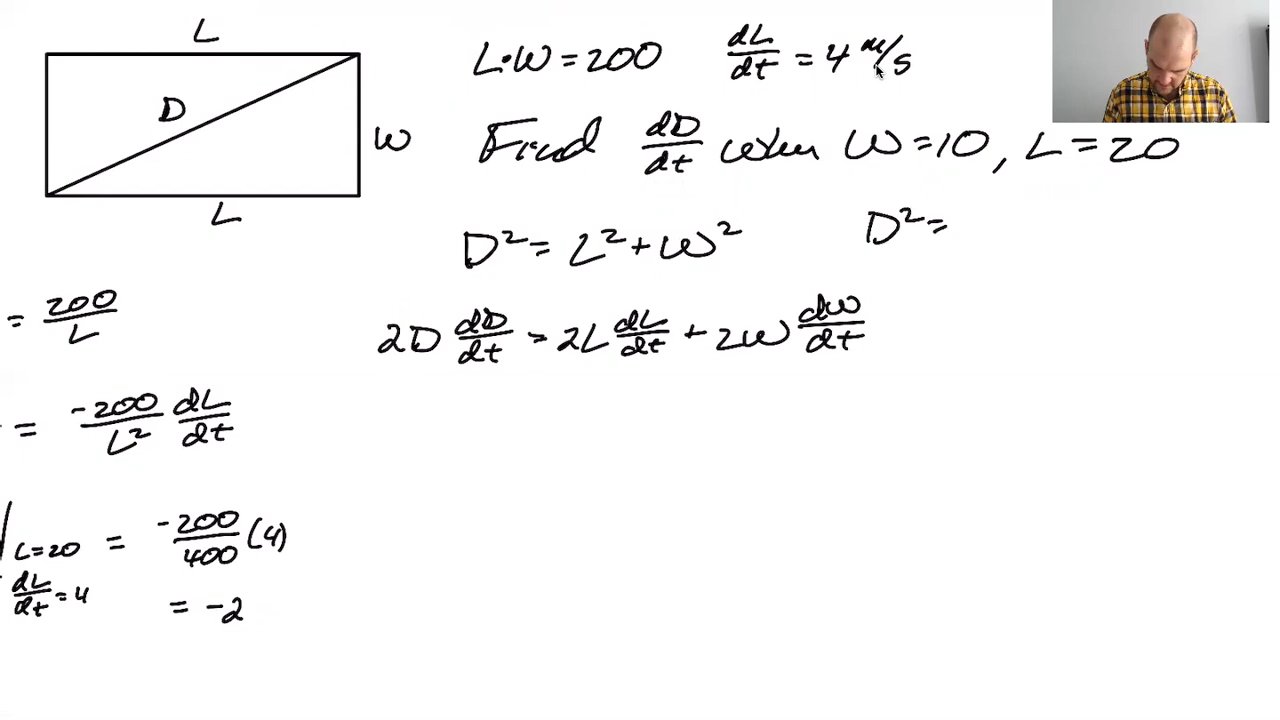 L
D
W
L
L·W = 200
dL/dt = 4 m/s
Find dD/dt when W = 10, L = 20
D² = L² + W²
D² =
= 200/L
2D dD/dt = 2L dL/dt + 2W dW/dt
= -200/L² dL/dt
| L=20 = -200/400 (4)
dL/dt = 4
= -2